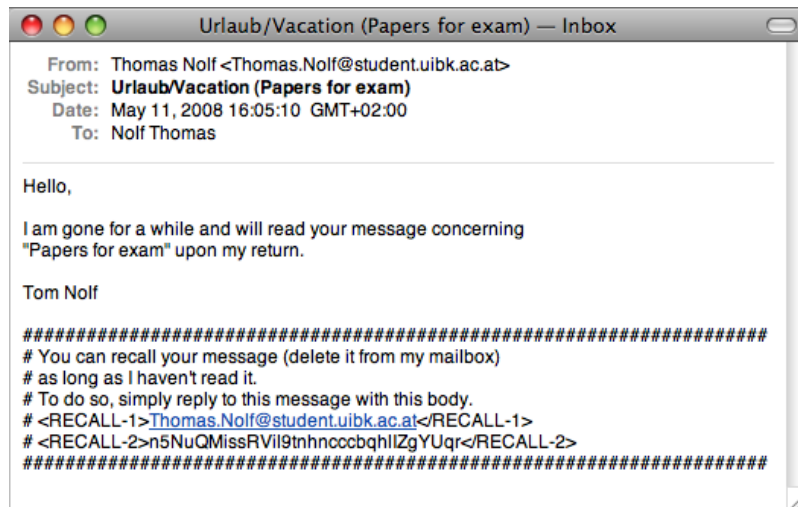 Urlaub/Vacation (Papers for exam) — Inbox
From: Thomas Nolf <Thomas.Nolf@student.uibk.ac.at>
Subject: Urlaub/Vacation (Papers for exam)
Date: May 11, 2008 16:05:10 GMT+02:00
To: Nolf Thomas
Hello,
I am gone for a while and will read your message concerning
"Papers for exam" upon my return.
Tom Nolf
######################################################################
# You can recall your message (delete it from my mailbox)
# as long as I haven't read it.
# To do so, simply reply to this message with this body.
# <RECALL-1>Thomas.Nolf@student.uibk.ac.at</RECALL-1>
# <RECALL-2>n5NuQMissRVil9tnhncccbqhIIZgYUqr</RECALL-2>
######################################################################